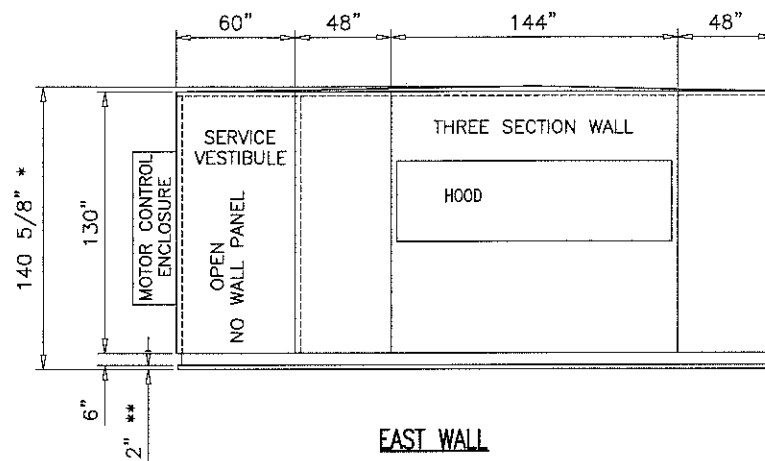 60" 48" 144" 48"
SERVICE
VESTIBULE
THREE SECTION WALL
HOOD
MOTOR CONTROL
ENCLOSURE
OPEN
NO WALL PANEL
140 5/8" *
130"
6"
2" **
EAST WALL